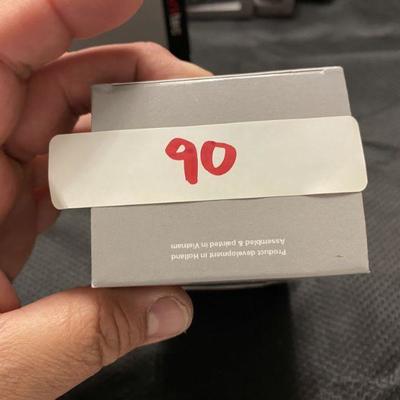 90
Product development in Holland
Assembled & painted in Vietnam